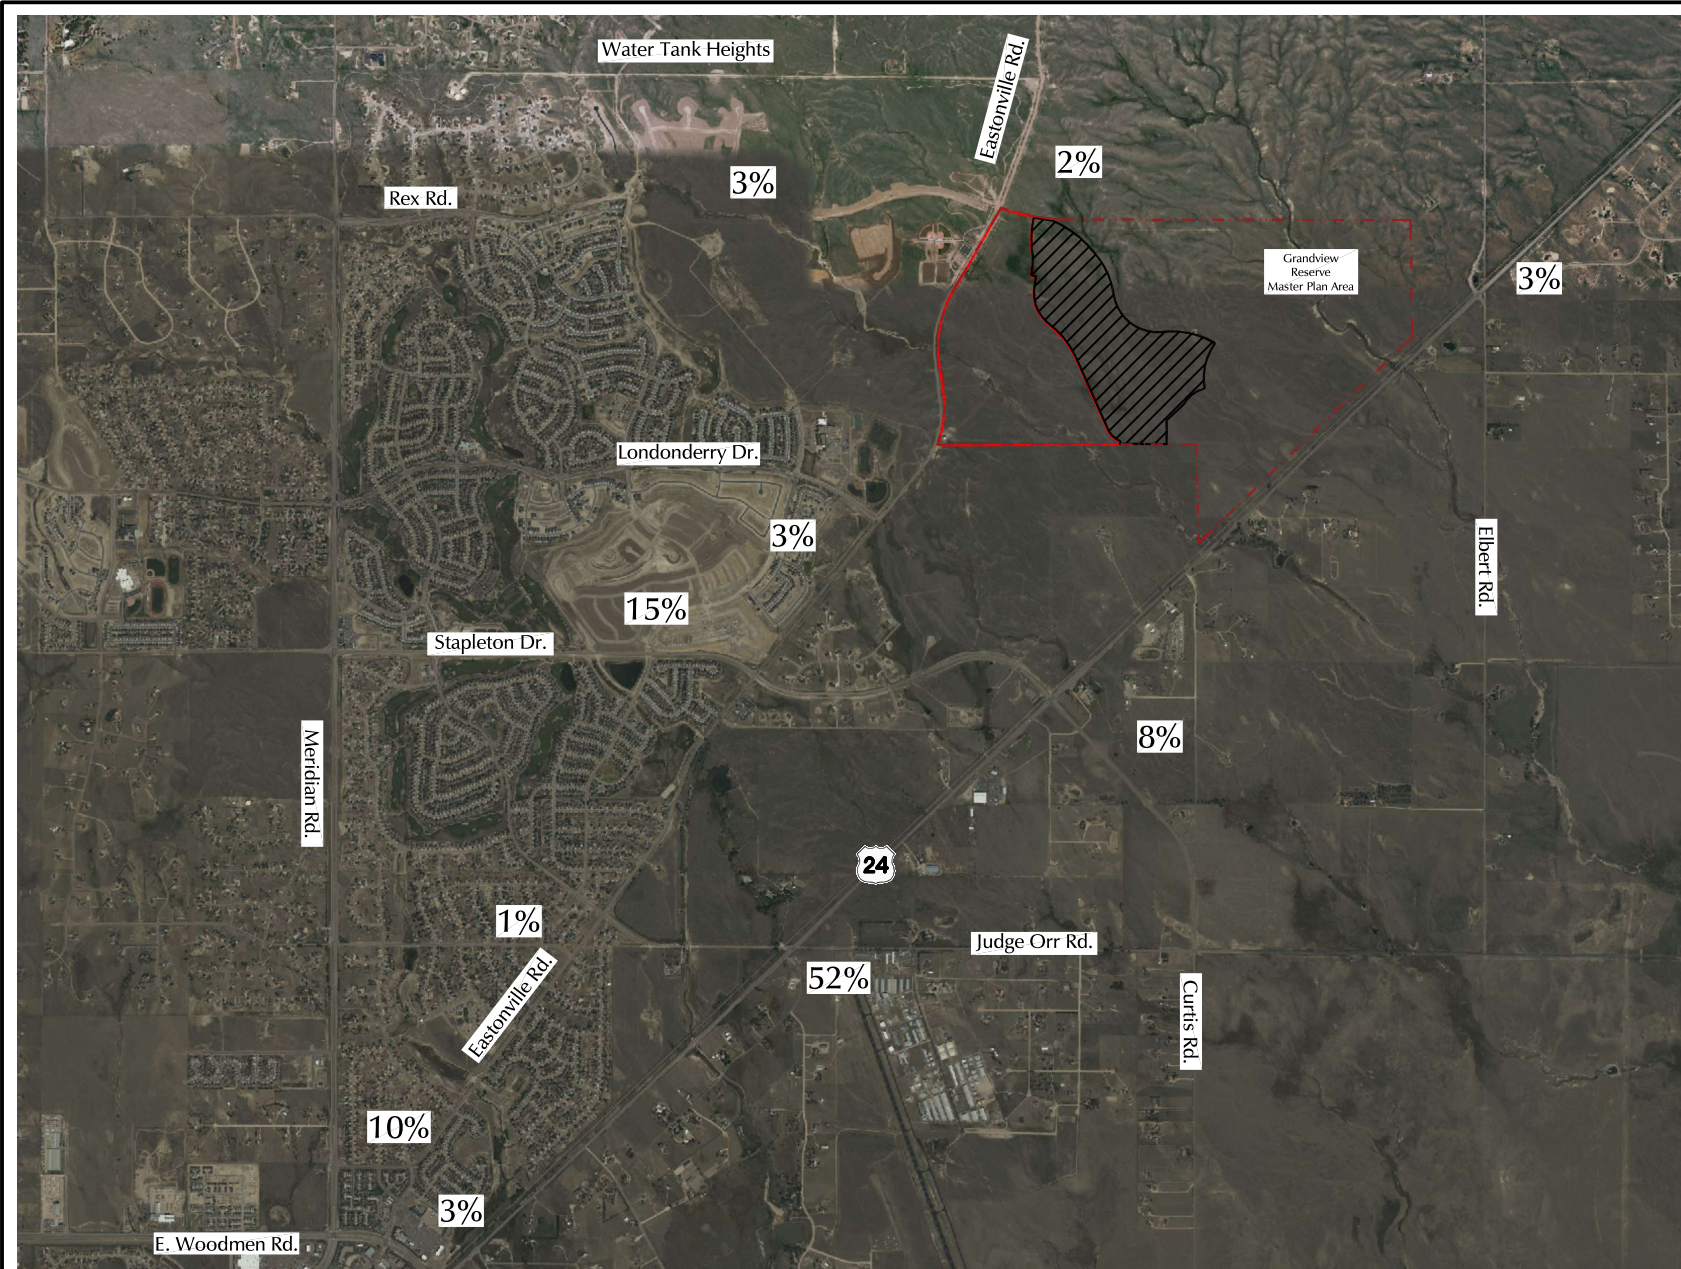 Water Tank Heights
Eastonville Rd.
2%
3%
Rex Rd.
Grandview
Reserve
Master Plan Area
3%
Londonderry Dr.
3%
Elbert Rd.
15%
Stapleton Dr.
8%
Meridian Rd.
24
1%
Judge Orr Rd.
52%
Eastonville Rd.
Curtis Rd.
10%
3%
E. Woodmen Rd.